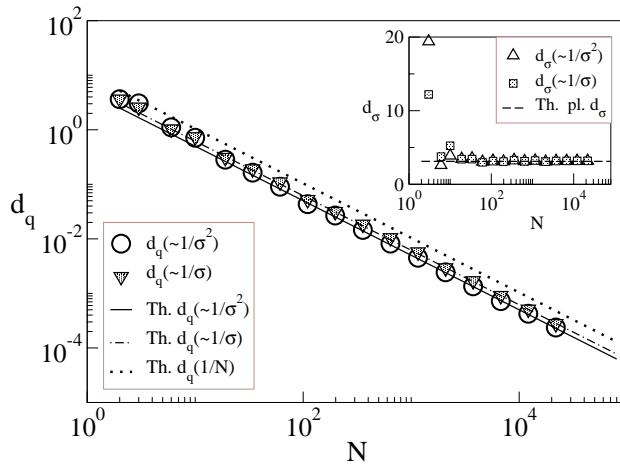 10^2
10^0
10^-2
10^-4
d_q
d_q(~1/σ^2)
d_q(~1/σ)
Th. d_q(~1/σ^2)
Th. d_q(~1/σ)
Th. d_q(1/N)
10^0
10^2
10^4
N
20
10
0
d_σ
d_σ(~1/σ^2)
d_σ(~1/σ)
Th. pl. d_σ
10^0
10^2
10^4
N